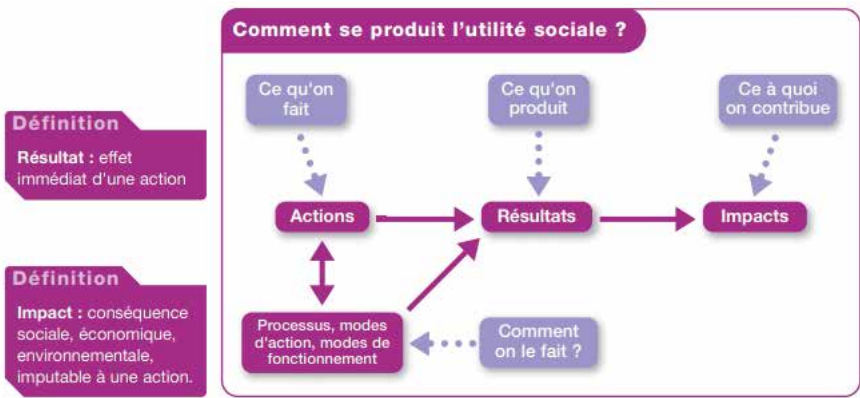 Comment se produit l'utilité sociale ?
Ce qu'on
fait
Ce qu'on
produit
Ce à quoi
on contribue
Définition
Résultat : effet
immédiat d'une action
Actions
Résultats
Impacts
Définition
Impact : conséquence
sociale, économique,
environnementale,
imputable à une action.
Processus, modes
d'action, modes de
fonctionnement
Comment
on le fait ?